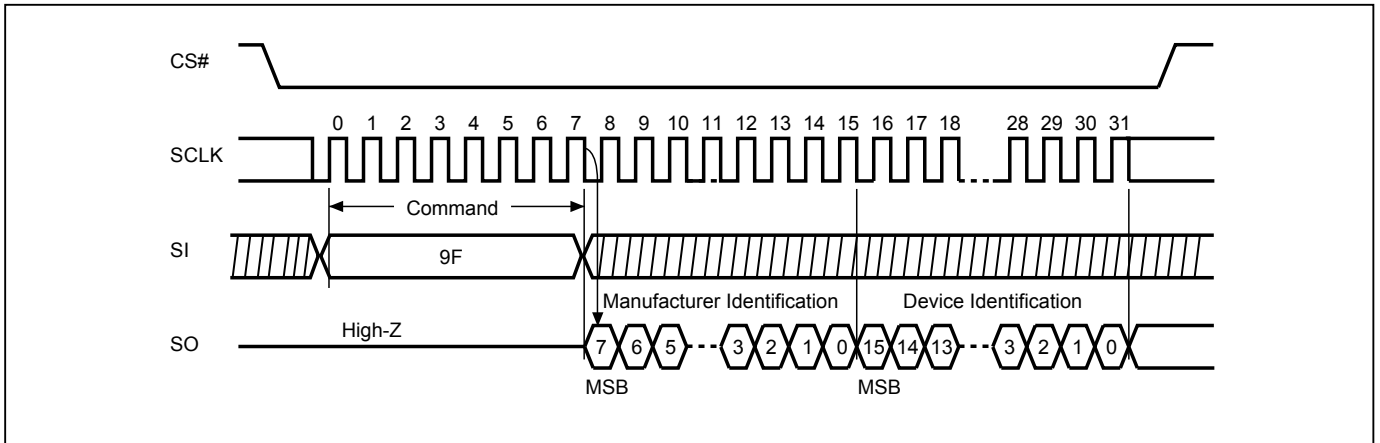 CS#
0 1 2 3 4 5 6 7 8 9 10 11 12 13 14 15 16 17 18 28 29 30 31
SCLK
Command
SI
9F
Manufacturer Identification Device Identification
High-Z
SO
7 6 5 3 2 1 0 15 14 13 3 2 1 0
MSB MSB